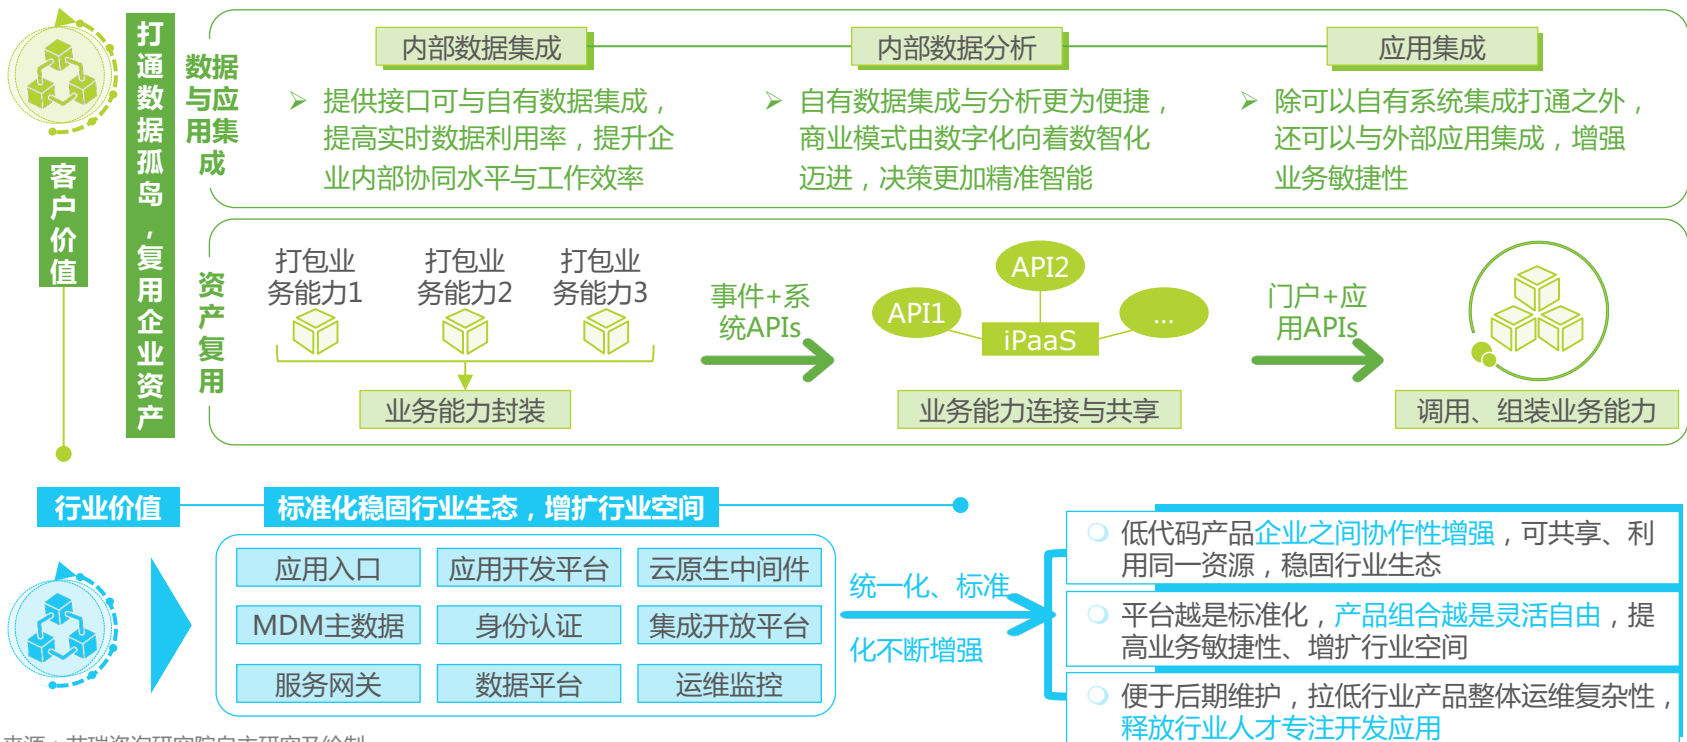 客户价值
打通数据孤岛，复用企业资产
数据
与应
用集
成
内部数据集成
内部数据分析
应用集成
提供接口可与自有数据集成，
提高实时数据利用率，提升企
业内部协同水平与工作效率
自有数据集成与分析更为便捷，
商业模式由数字化向着数智化
迈进，决策更加精准智能
除可以自有系统集成打通之外，
还可以与外部应用集成，增强
业务敏捷性
资产复用
打包业
务能力1
打包业
务能力2
打包业
务能力3
业务能力封装
事件+系
统APIs
API1
API2
...
iPaaS
业务能力连接与共享
门户+应
用APIs
调用、组装业务能力
行业价值
标准化稳固行业生态，增扩行业空间
应用入口
应用开发平台
云原生中间件
MDM主数据
身份认证
集成开放平台
服务网关
数据平台
运维监控
统一化、标准
化不断增强
低代码产品企业之间协作性增强，可共享、利
用同一资源，稳固行业生态
平台越是标准化，产品组合越是灵活自由，提
高业务敏捷性、增扩行业空间
便于后期维护，拉低行业产品整体运维复杂性，
释放行业人才专注开发应用
来源：艾瑞咨询研究院自主研究及绘制